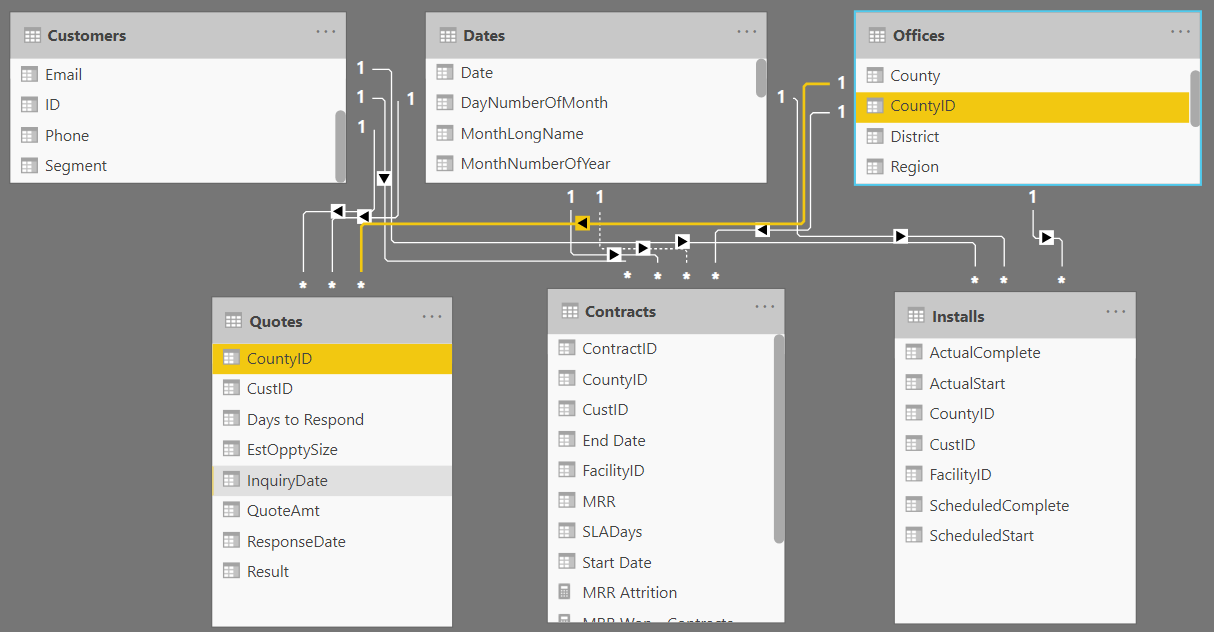 Customers
Email
ID
Phone
Segment
Dates
Date
DayNumberOfMonth
MonthLongName
MonthNumberOfYear
Offices
County
CountyID
District
Region
1
1
1
1
1
1
1
1
1
1
*
*
*
*
*
*
*
*
*
*
Quotes
CountyID
CustID
Days to Respond
EstOpptySize
InquiryDate
QuoteAmt
ResponseDate
Result
Contracts
ContractID
CountyID
CustID
End Date
FacilityID
MRR
SLADays
Start Date
MRR Attrition
MRR Won - Contracts
Installs
ActualComplete
ActualStart
CountyID
CustID
FacilityID
ScheduledComplete
ScheduledStart